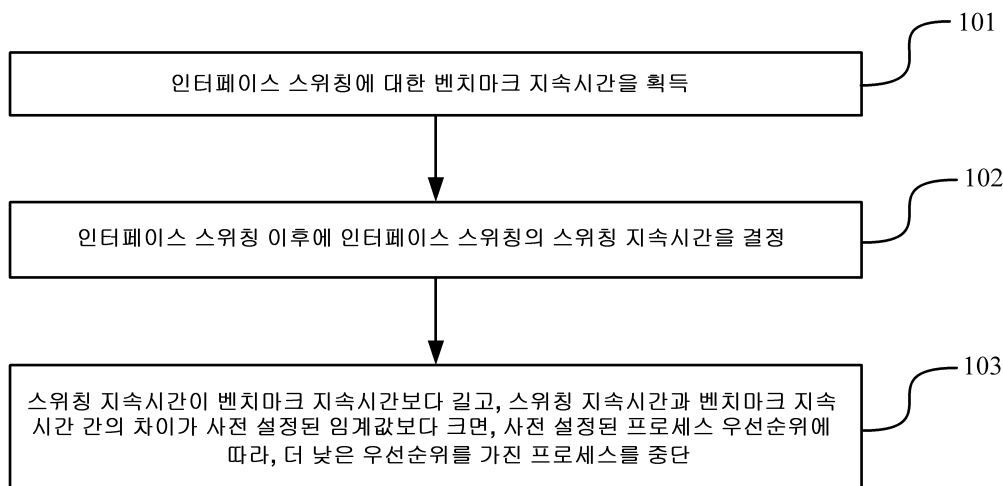 101
인터페이스 스위칭에 대한 벤치마크 지속시간을 획득
102
인터페이스 스위칭 이후에 인터페이스 스위칭의 스위칭 지속시간을 결정
103
스위칭 지속시간이 벤치마크 지속시간보다 길고, 스위칭 지속시간과 벤치마크 지속
시간 간의 차이가 사전 설정된 임계값보다 크면, 사전 설정된 프로세스 우선순위에
따라, 더 낮은 우선순위를 가진 프로세스를 중단